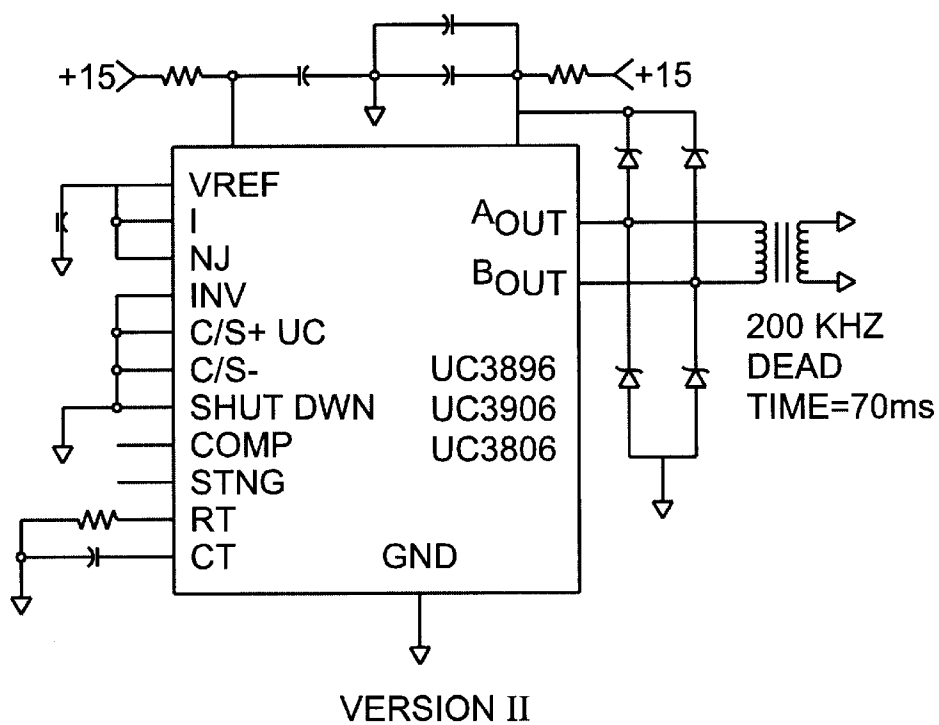 +15
+15
VREF
I
NJ
INV
C/S+ UC
C/S-
SHUT DWN
COMP
STNG
RT
CT
AOUT
BOUT
UC3896
UC3906
UC3806
GND
200 KHZ
DEAD
TIME=70ms
VERSION II